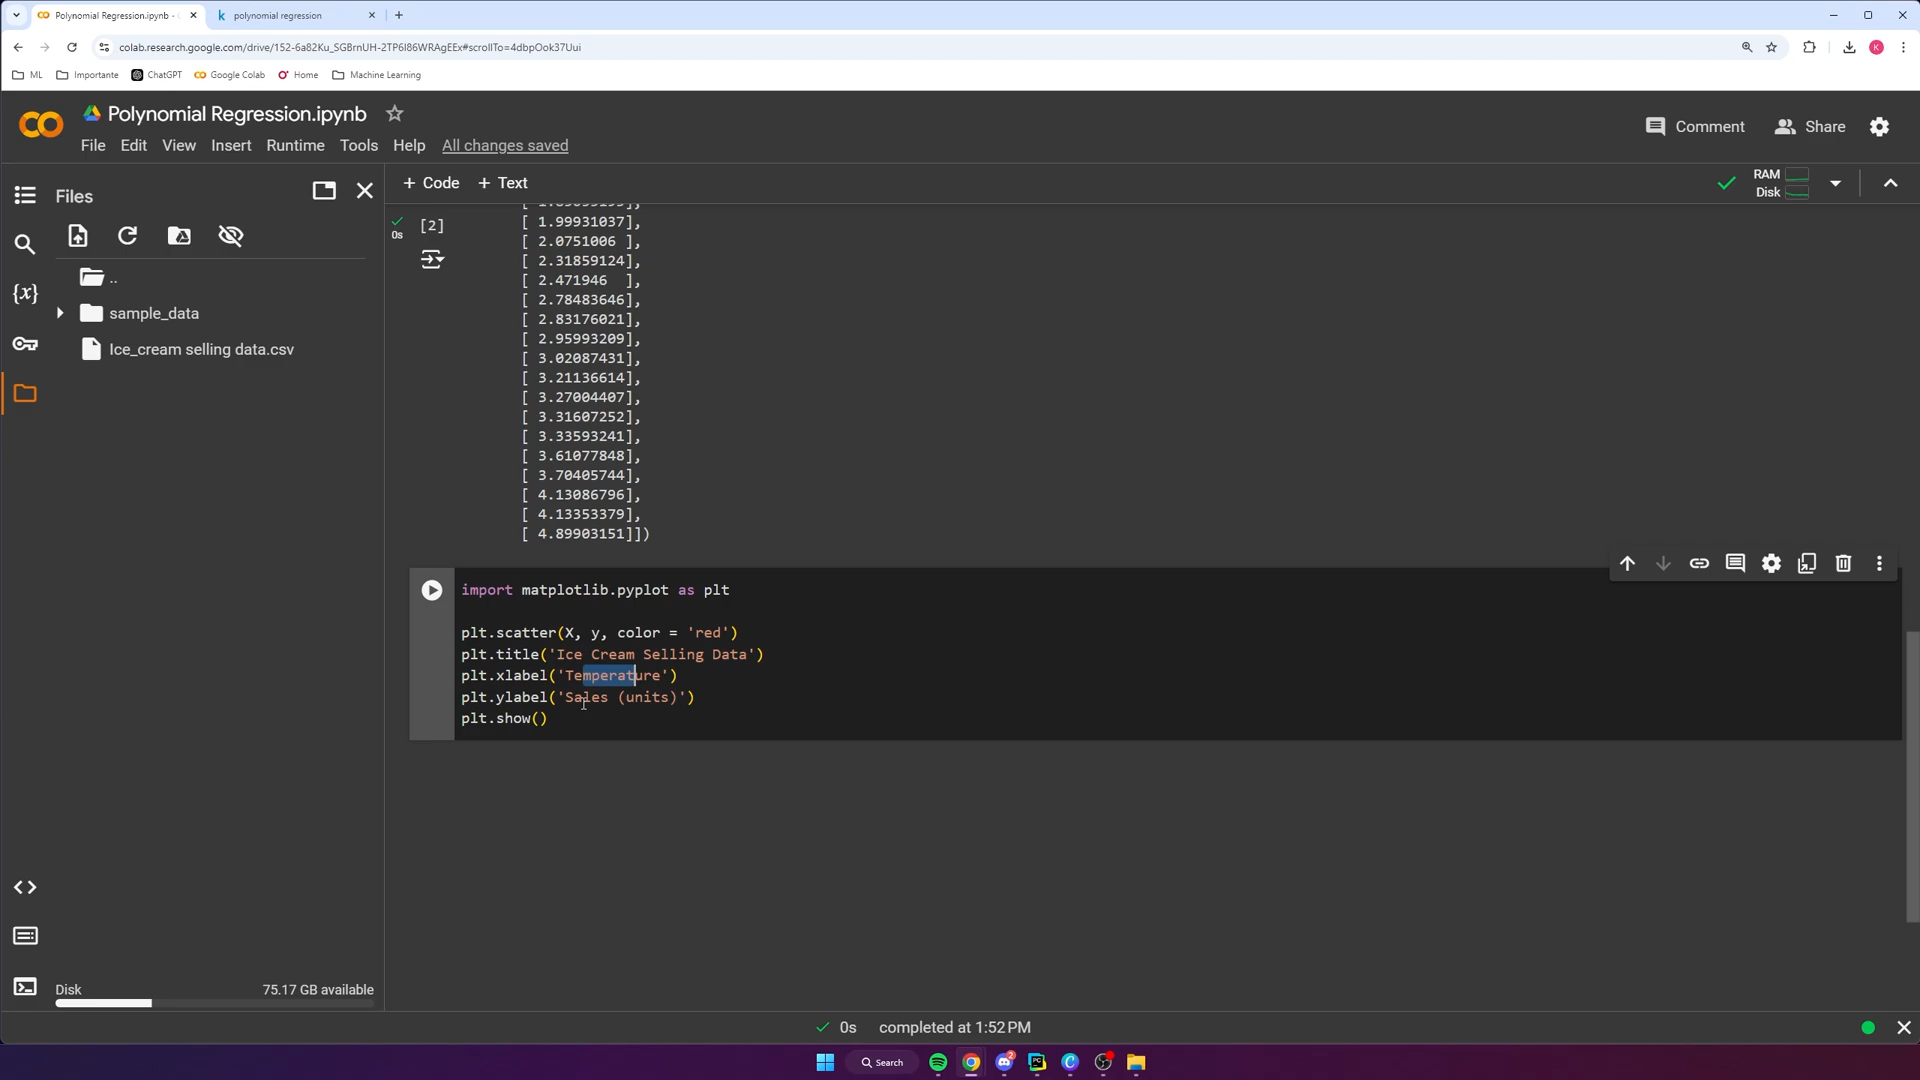 Polynomial Regression.ipynb -
polynomial regression
colab.research.google.com/drive/152-6a82Ku_SGBrnUH-2TP6I86WRAgEEx#scrollTo=4dbpOok37Uui
K
ML
Importante
ChatGPT
Google Colab
Home
Machine Learning
Polynomial Regression.ipynb
File Edit View Insert Runtime Tools Help All changes saved
Comment
Share
Files
+ Code + Text
RAM
Disk
..
sample_data
Ice_cream selling data.csv
{x}
0s
[2]
[ 1.99931037],
[ 2.0751006 ],
[ 2.31859124],
[ 2.471946  ],
[ 2.78483646],
[ 2.83176021],
[ 2.95993209],
[ 3.02087431],
[ 3.21136614],
[ 3.27004407],
[ 3.31607252],
[ 3.33593241],
[ 3.61077848],
[ 3.70405744],
[ 4.13086796],
[ 4.13353379],
[ 4.89903151]])
import matplotlib.pyplot as plt
plt.scatter(X, y, color = 'red')
plt.title('Ice Cream Selling Data')
plt.xlabel('Temperature')
plt.ylabel('Sales (units)')
plt.show()
Disk
75.17 GB available
0s completed at 1:52 PM
Search
2